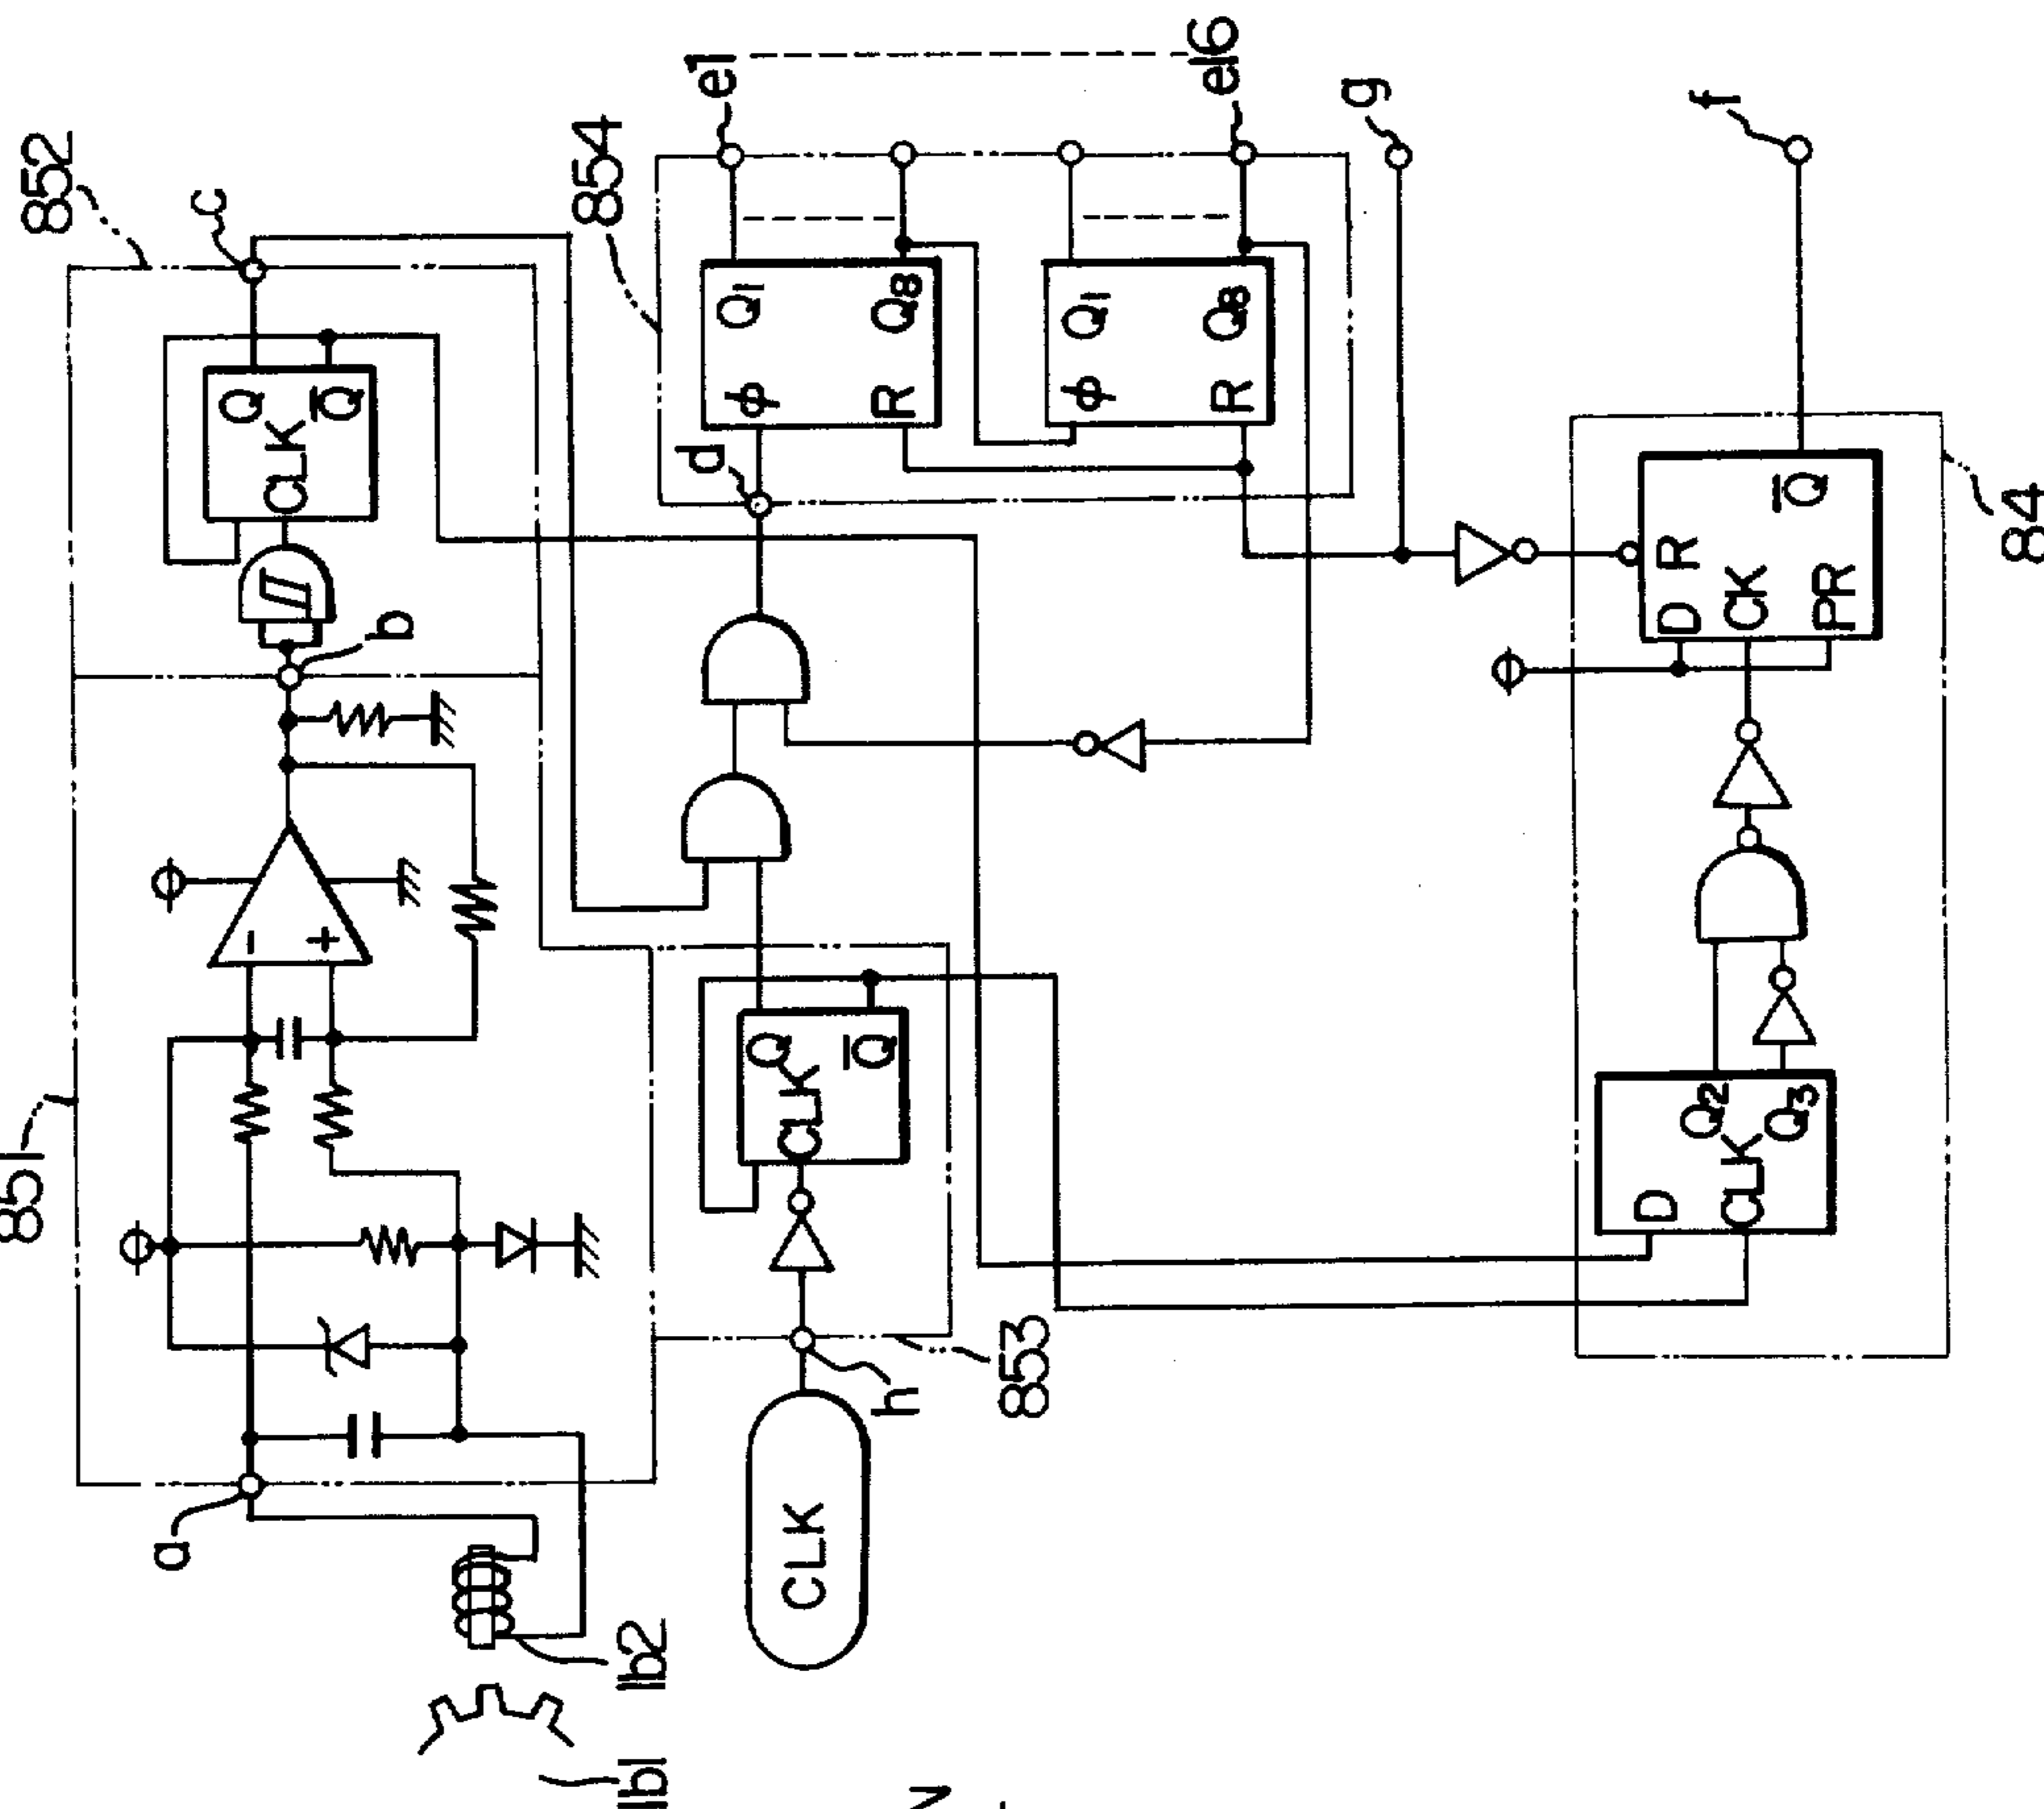 851
852
a
b
c
−
+
Q
CLK
Q̅
1b1
1b2
CLK
h
853
Q
CLK
Q̅
d
854
ϕ
Q1
R
Q8
ϕ
Q1
R
Q8
e1
e16
g
f
D
CLK
Q2
Q3
D
R
CK
PR
Q̅
84